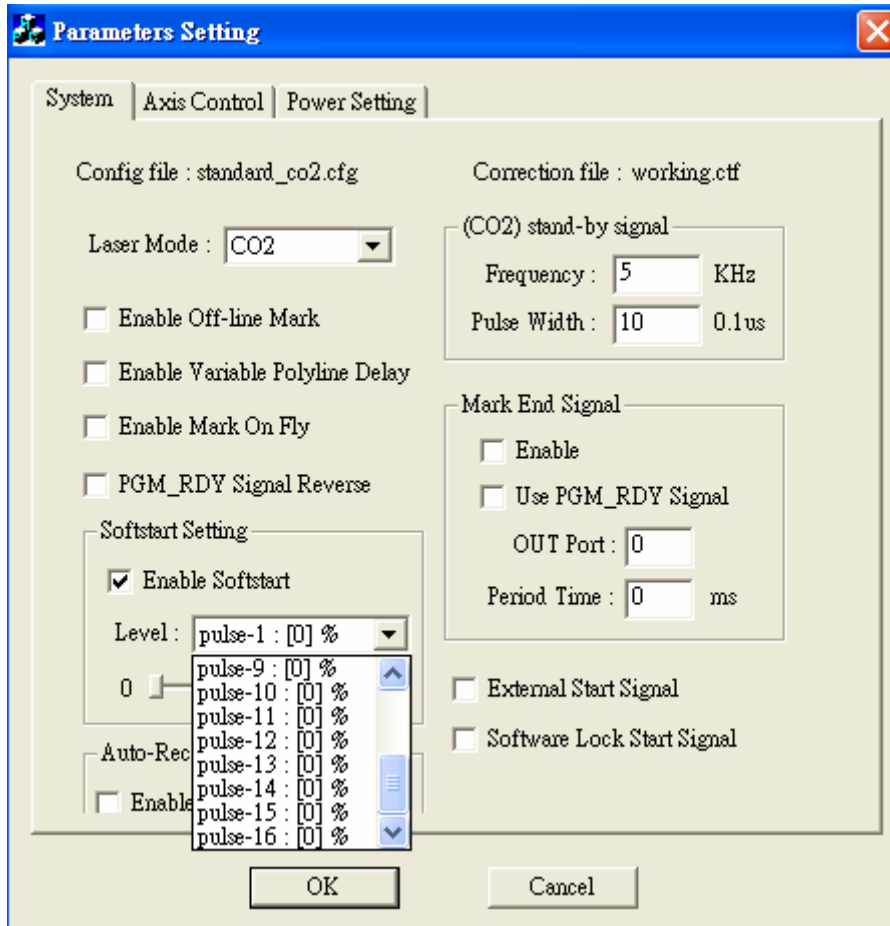 Parameters Setting
System Axis Control Power Setting
Config file : standard_co2.cfg
Laser Mode : CO2
Enable Off-line Mark
Enable Variable Polyline Delay
Enable Mark On Fly
PGM_RDY Signal Reverse
Softstart Setting
Enable Softstart
Level : pulse-1 : [0] %
0
pulse-9 : [0] %
pulse-10 : [0] %
pulse-11 : [0] %
pulse-12 : [0] %
pulse-13 : [0] %
pulse-14 : [0] %
pulse-15 : [0] %
pulse-16 : [0] %
Auto-Rec
Enable
Correction file : working.ctf
(CO2) stand-by signal
Frequency : 5 KHz
Pulse Width : 10 0.1us
Mark End Signal
Enable
Use PGM_RDY Signal
OUT Port : 0
Period Time : 0 ms
External Start Signal
Software Lock Start Signal
OK Cancel